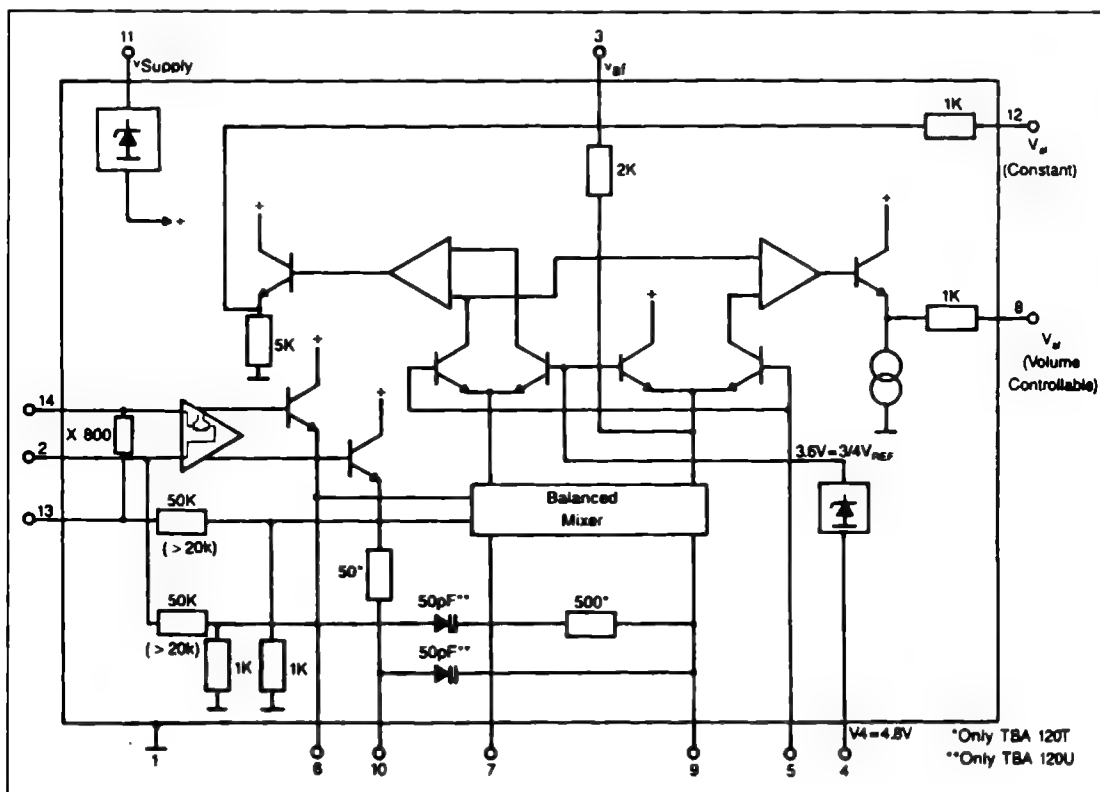 11
vSupply
3
vaf
1K
12
Vaf
(Constant)
2K
+
+
+
+
5K
+
+
1K
8
Vaf
(Volume
Controllable)
14
X 800
2
13
50K
(>20k)
50K
(>20k)
1K
1K
50*
Balanced
Mixer
3.6V=3/4VREF
50pF**
500*
50pF**
1
6
10
7
9
5
4
V4=4.8V
*Only TBA 120T
**Only TBA 120U